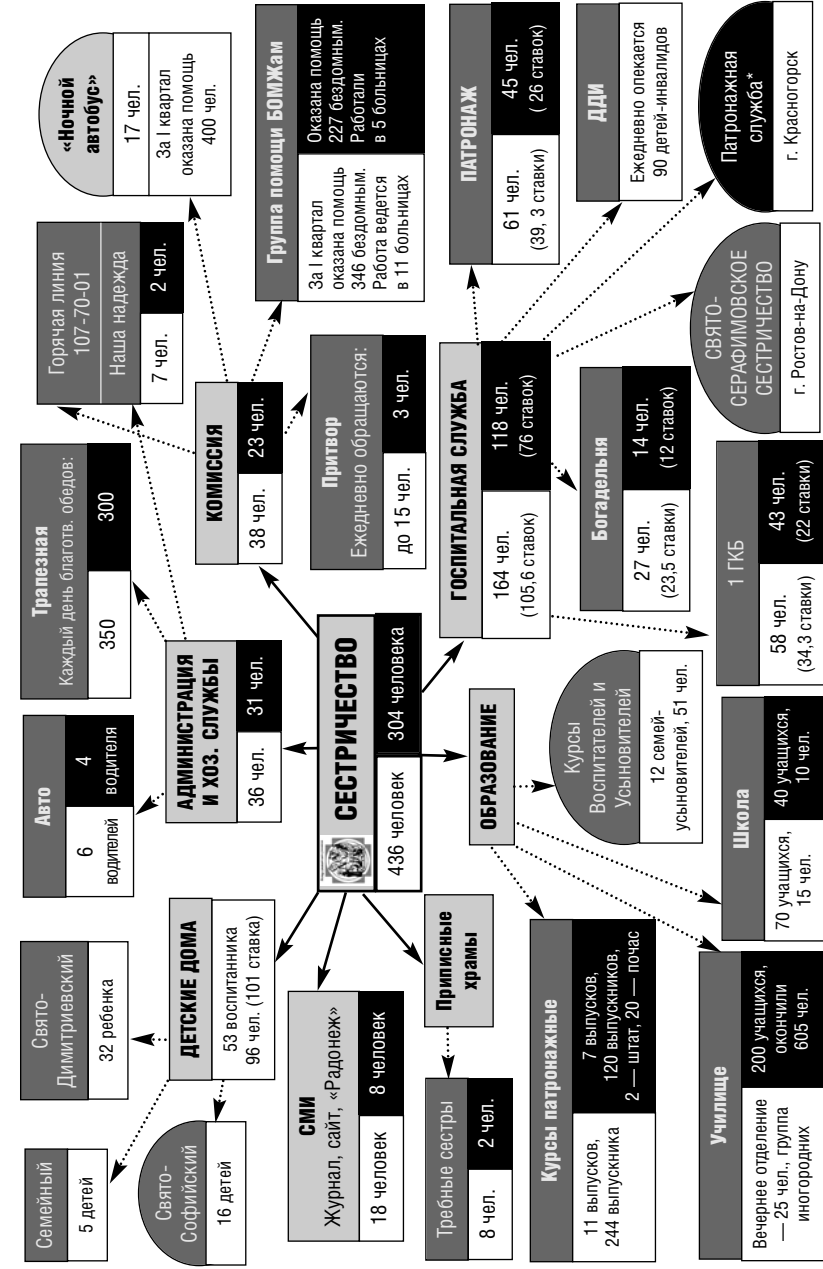 Семейный
5 детей
Свято-
Димитриевский
32 ребенка
Свято-
Софийский
16 детей
ДЕТСКИЕ ДОМА
53 воспитанника
96 чел. (101 ставка)
Авто
6
водителей
4
водителя
Трапезная
Каждый день благотв. обедов:
350
300
АДМИНИСТРАЦИЯ
И ХОЗ. СЛУЖБЫ
36 чел.
31 чел.
Горячая линия
107-70-01
Наша надежда
7 чел.
2 чел.
«Ночной
автобус»
17 чел.
За I квартал
оказана помощь
400 чел.
КОМИССИЯ
38 чел.
23 чел.
Группа помощи БОМЖам
За I квартал
оказана помощь
346 бездомным.
Работа ведется
в 11 больницах
Оказана помощь
227 бездомным.
Работали
в 5 больницах
Притвор
Ежедневно обращаются:
до 15 чел.
3 чел.
СЕСТРИЧЕСТВО
436 человек
304 человека
СМИ
Журнал, сайт, «Радонеж»
18 человек
8 человек
Приписные
храмы
Требные сестры
8 чел.
2 чел.
ОБРАЗОВАНИЕ
Курсы патронажные
11 выпусков,
244 выпускника
7 выпусков,
120 выпускников,
2 — штат, 20 — почас
Училище
Вечернее отделение
— 25 чел., группа
иногородних
200 учащихся,
окончили
605 чел.
Школа
70 учащихся,
15 чел.
40 учащихся,
10 чел.
Курсы
Воспитателей и
Усыновителей
12 семей-
усыновителей, 51 чел.
ГОСПИТАЛЬНАЯ СЛУЖБА
164 чел.
(105,6 ставок)
118 чел.
(76 ставок)
Богадельня
27 чел.
(23,5 ставки)
14 чел.
(12 ставок)
1 ГКБ
58 чел.
(34,3 ставки)
43 чел.
(22 ставки)
ПАТРОНАЖ
61 чел.
(39, 3 ставки)
45 чел.
( 26 ставок)
ДДИ
Ежедневно опекается
90 детей-инвалидов
СВЯТО-
СЕРАФИМОВСКОЕ
СЕСТРИЧЕСТВО
г. Ростов-на-Дону
Патронажная
служба*
г. Красногорск